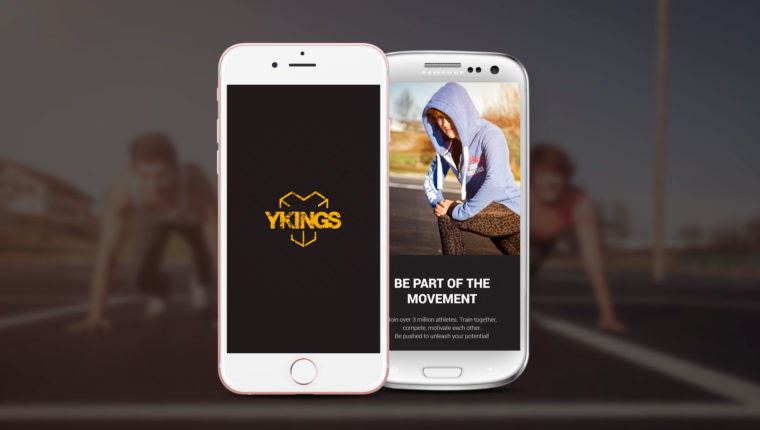 YKINGS
SAMSUNG
BE PART OF THE
MOVEMENT
Join over 3 million athletes. Train together,
compete, motivate each other.
Be pushed to unleash your potential!